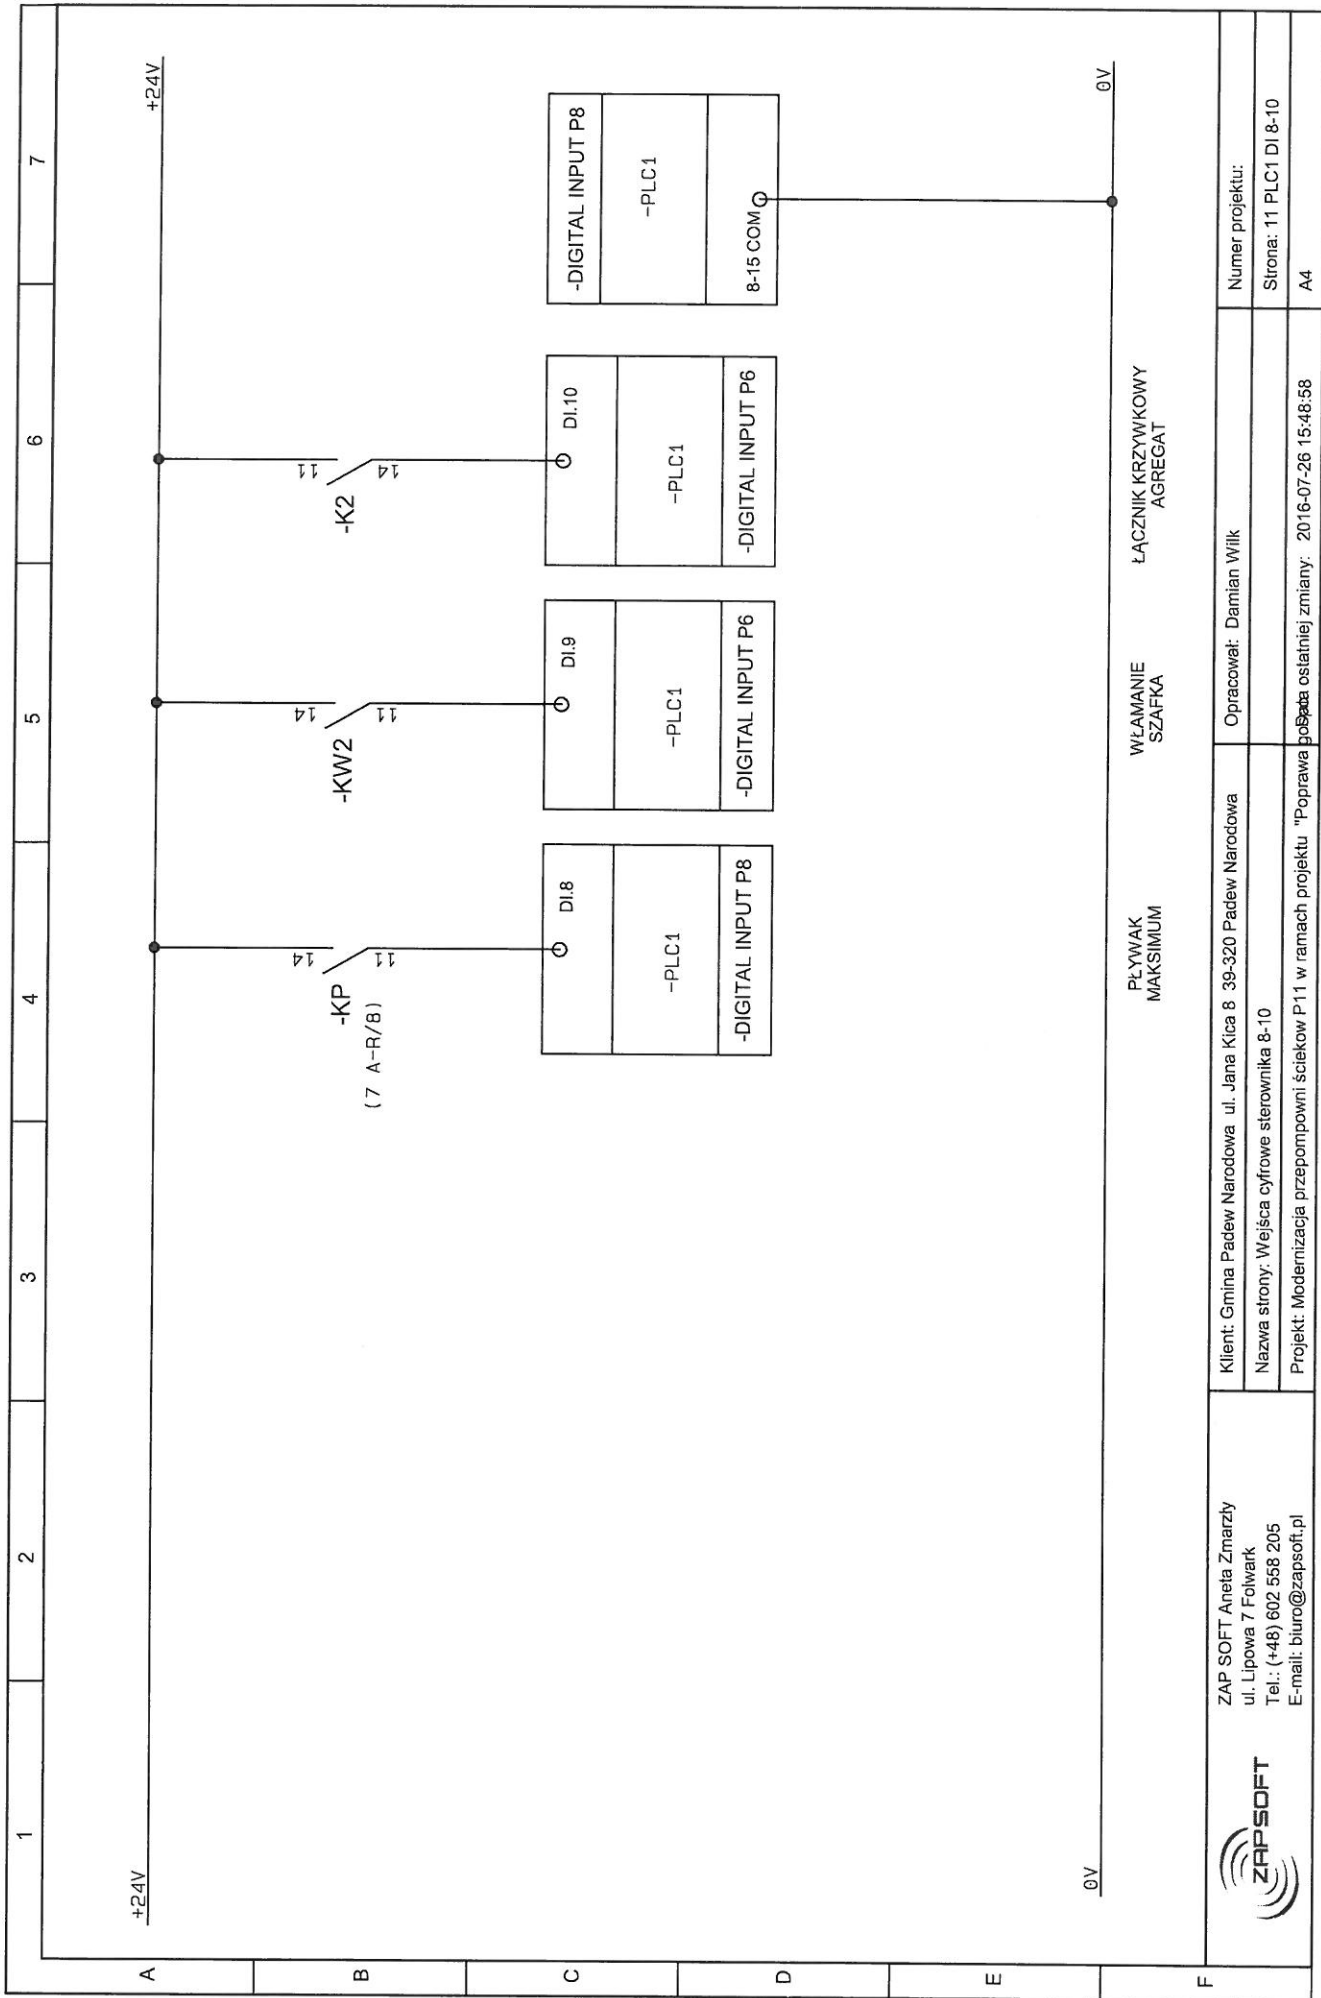 1 2 3 4 5 6 7
A
B
C
D
E
F
+24V +24V
-KP
14
11
(7 A-R/8)
-KW2
14
11
-K2
11
14
DI.8
-PLC1
-DIGITAL INPUT P8
DI.9
-PLC1
-DIGITAL INPUT P6
DI.10
-PLC1
-DIGITAL INPUT P6
-DIGITAL INPUT P8
-PLC1
8-15 COM
0V 0V
PŁYWAK
MAKSIMUM
WŁAMANIE
SZAFKA
ŁĄCZNIK KRZYWKOWY
AGREGAT
ZAPSOFT
ZAP SOFT Aneta Zmarzły
ul. Lipowa 7 Folwark
Tel.: (+48) 602 558 205
E-mail: biuro@zapsoft.pl
Klient: Gmina Padew Narodowa ul. Jana Kica 8 39-320 Padew Narodowa
Nazwa strony: Wejśca cyfrowe sterownika 8-10
Projekt: Modernizacja przepompowni ściekow P11 w ramach projektu "Poprawa
Opracował: Damian Wilk
ostatniej zmiany: 2016-07-26 15:48:58
Numer projektu:
Strona: 11 PLC1 DI 8-10
A4